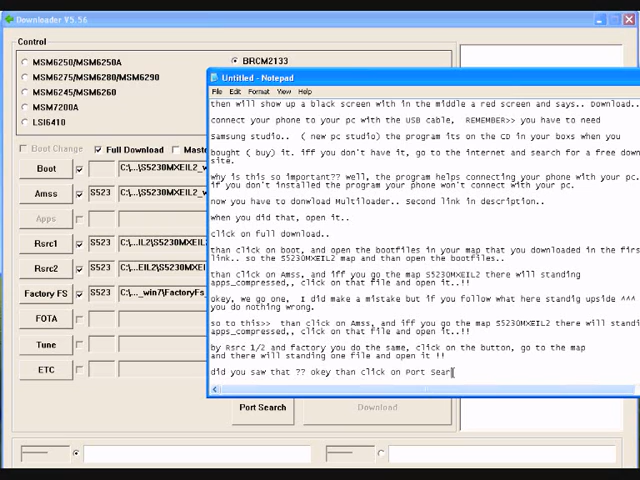 Downloader V5.56
Control
MSM6250/MSM6250A
BRCM2133
MSM6275/MSM6280/MSM6290
MSM6245/MSM6260
MSM7200A
LSI6410
Boot Change
Full Download
Boot
C:\...\S5230MXEIL2_w
Amss
S523
C:\...\S5230MXEIL2_w
Apps
Rsrc1
S523
IL2\S5230MXEIL2
Rsrc2
S523
EIL2\S5230MXEIL
Factory FS
S523
C:\..._win7\FactoryFs_
FOTA
Tune
ETC
Port Search
Download
Untitled - Notepad
File Edit Format View Help
then will show up a black screen with in the middle a red screen and says.. Download..
connect your phone to your pc with the USB cable, REMEMBER>> you have to need
Samsung studio.. ( new pc studio) the program its on the CD in your boxs when you
bought ( buy) it. iff you don't have it, go to the internet and search for a free down
site.
why is this so important?? well, the program helps connecting your phone with your pc.
if you don't installed the program your phone won't connect with your pc.
now you have to donwload Multiloader.. Second link in description..
when you did that, open it..
click on full download..
than click on boot, and open the bootfiles in your map that you downloaded in the firs
link.. so the S5230MXEIL2 map and than open the bootfiles..
than click on Amss, and iff you go the map S5230MXEIL2 there will standing
apps_compressed,, click on that file and open it..!!
okey, we go one, I did make a mistake but if you follow what here standig upside ^^^
you do nothing wrong.
so to this>> than click on Amss, and iff you go the map S5230MXEIL2 there will standi
apps_compressed,, click on that file and open it..!!
by Rsrc 1/2 and factory you do the same, click on the button, go to the map
and there will standing one file and open it !!
did you saw that ?? okey than click on Port Sear